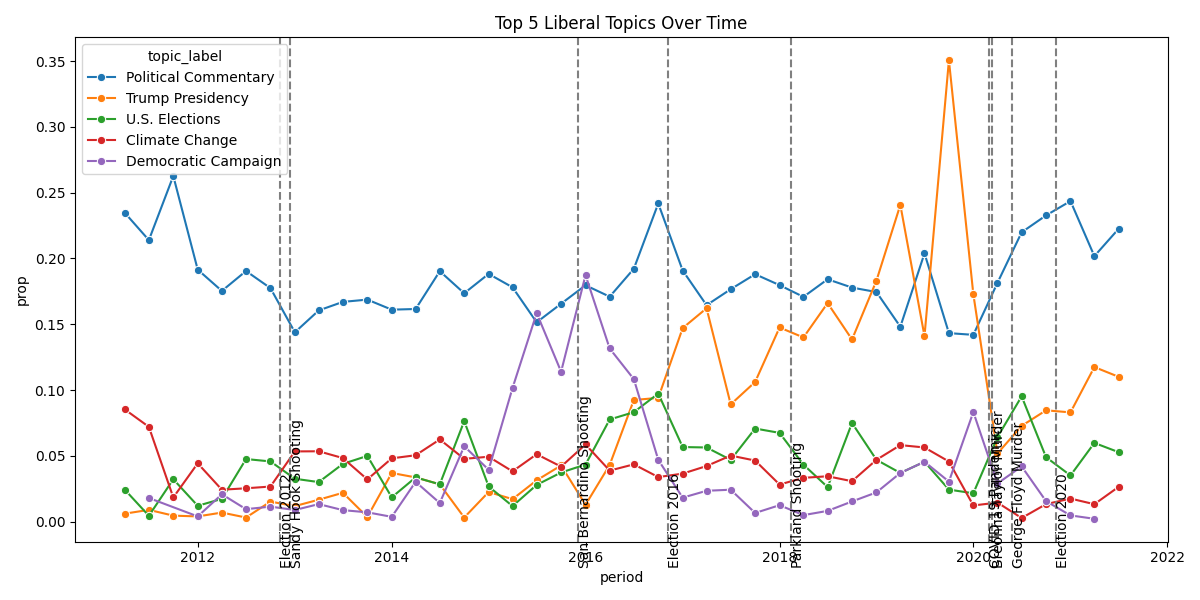 Top 5 Liberal Topics Over Time
topic_label
Political Commentary
Trump Presidency
U.S. Elections
Climate Change
Democratic Campaign
prop
0.35
0.30
0.25
0.20
0.15
0.10
0.05
0.00
Election 2012
Sandy Hook Shooting
San Bernardino Shooting
Election 2016
Parkland Shooting
George Floyd Murder
Election 2020
2012
2014
2016
2018
2020
2022
period